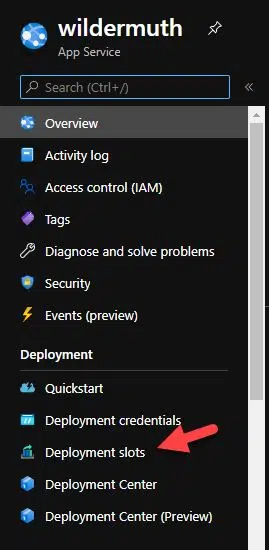 wildermuth
App Service
Search (Ctrl+/)
Overview
Activity log
Access control (IAM)
Tags
Diagnose and solve problems
Security
Events (preview)
Deployment
Quickstart
Deployment credentials
Deployment slots
Deployment Center
Deployment Center (Preview)